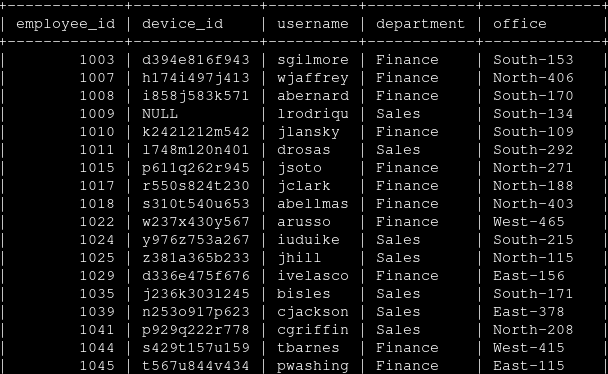 employee_id | device_id | username | department | office
1003 | d394e816f943 | sgilmore | Finance | South-153
1007 | h174i497j413 | wjaffrey | Finance | North-406
1008 | i858j583k571 | abernard | Finance | South-170
1009 | NULL | lrodriqu | Sales | South-134
1010 | k242l212m542 | jlansky | Finance | South-109
1011 | l748m120n401 | drosas | Sales | South-292
1015 | p611q262r945 | jsoto | Finance | North-271
1017 | r550s824t230 | jclark | Finance | North-188
1018 | s310t540u653 | abellmas | Finance | North-403
1022 | w237x430y567 | arusso | Finance | West-465
1024 | y976z753a267 | iuduike | Sales | South-215
1025 | z381a365b233 | jhill | Sales | North-115
1029 | d336e475f676 | ivelasco | Finance | East-156
1035 | j236k303l245 | bisles | Sales | South-171
1039 | n253o917p623 | cjackson | Sales | East-378
1041 | p929q222r778 | cgriffin | Sales | North-208
1044 | s429t157u159 | tbarnes | Finance | West-415
1045 | t567u844v434 | pwashing | Finance | East-115